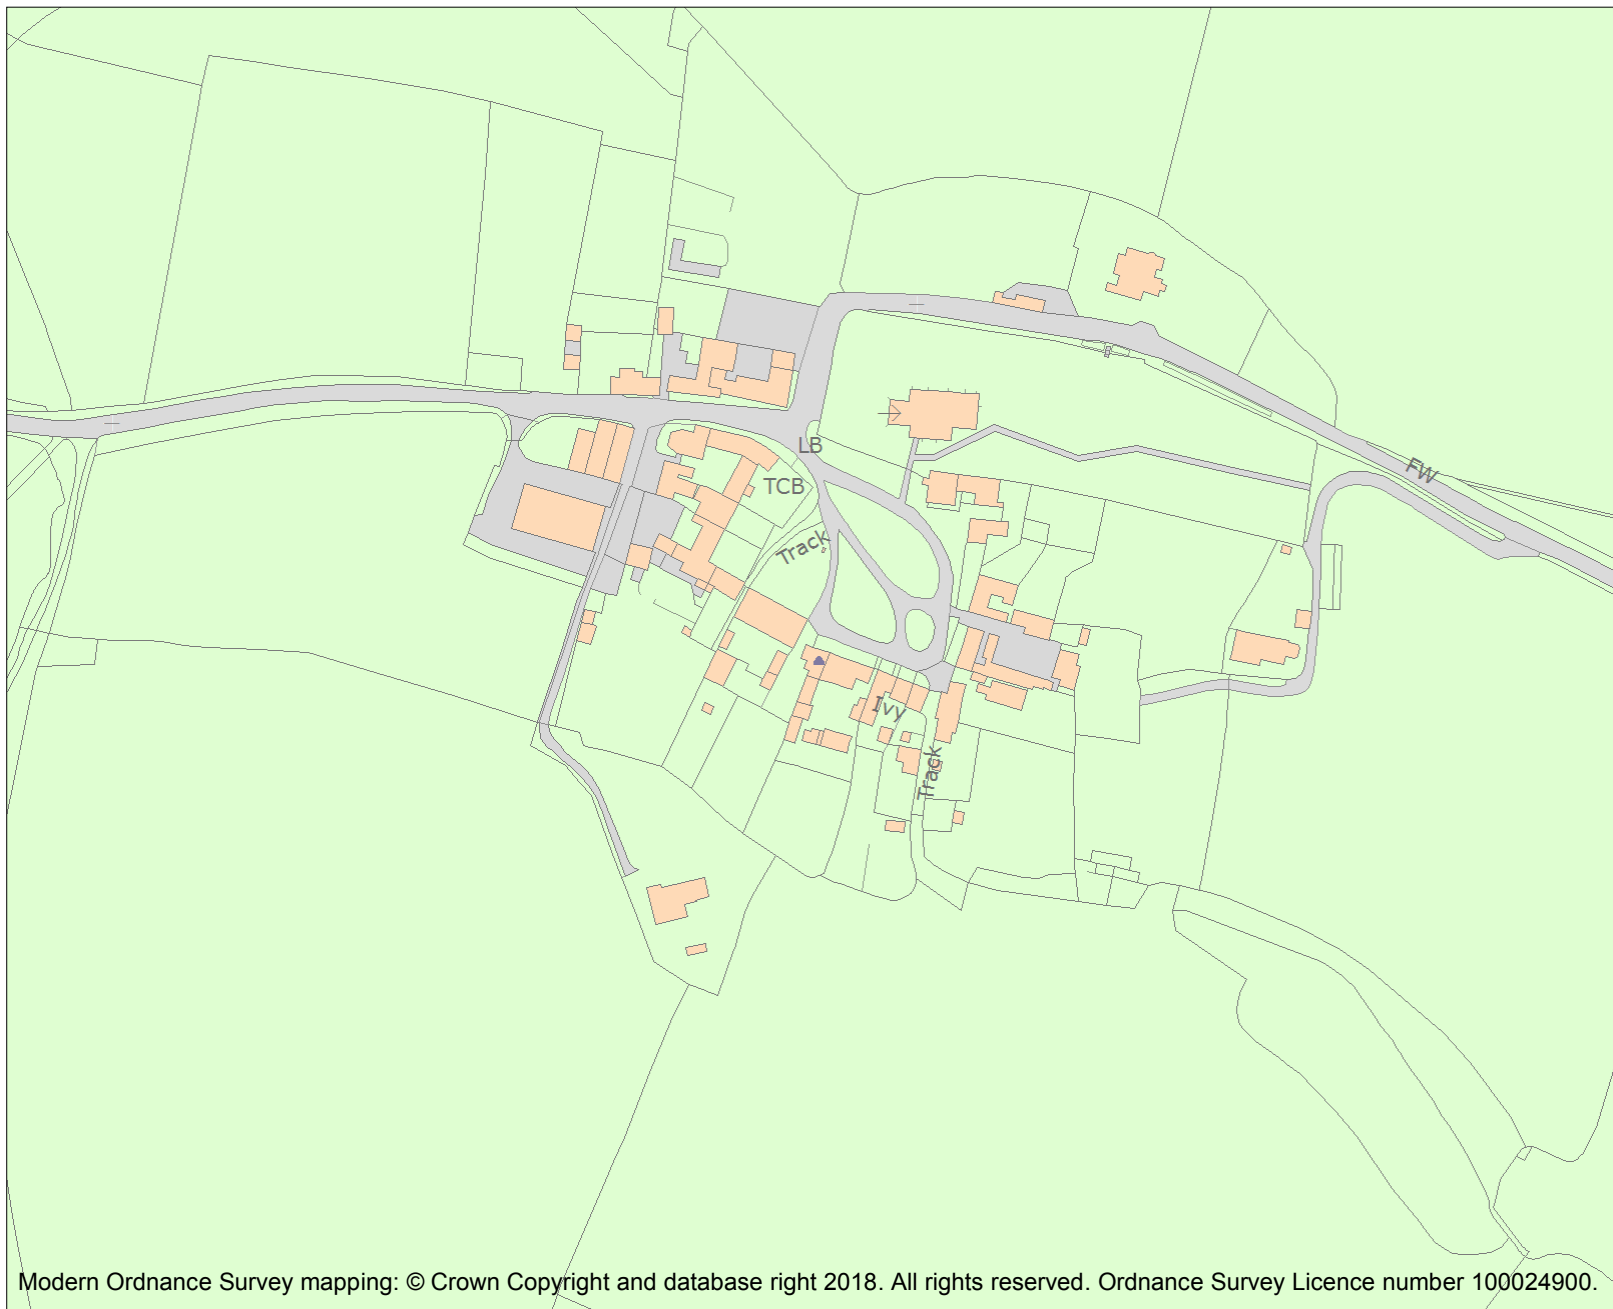 LB
FW
TCB
Track
Ivy
Track
Modern Ordnance Survey mapping: © Crown Copyright and database right 2018. All rights reserved. Ordnance Survey Licence number 100024900.